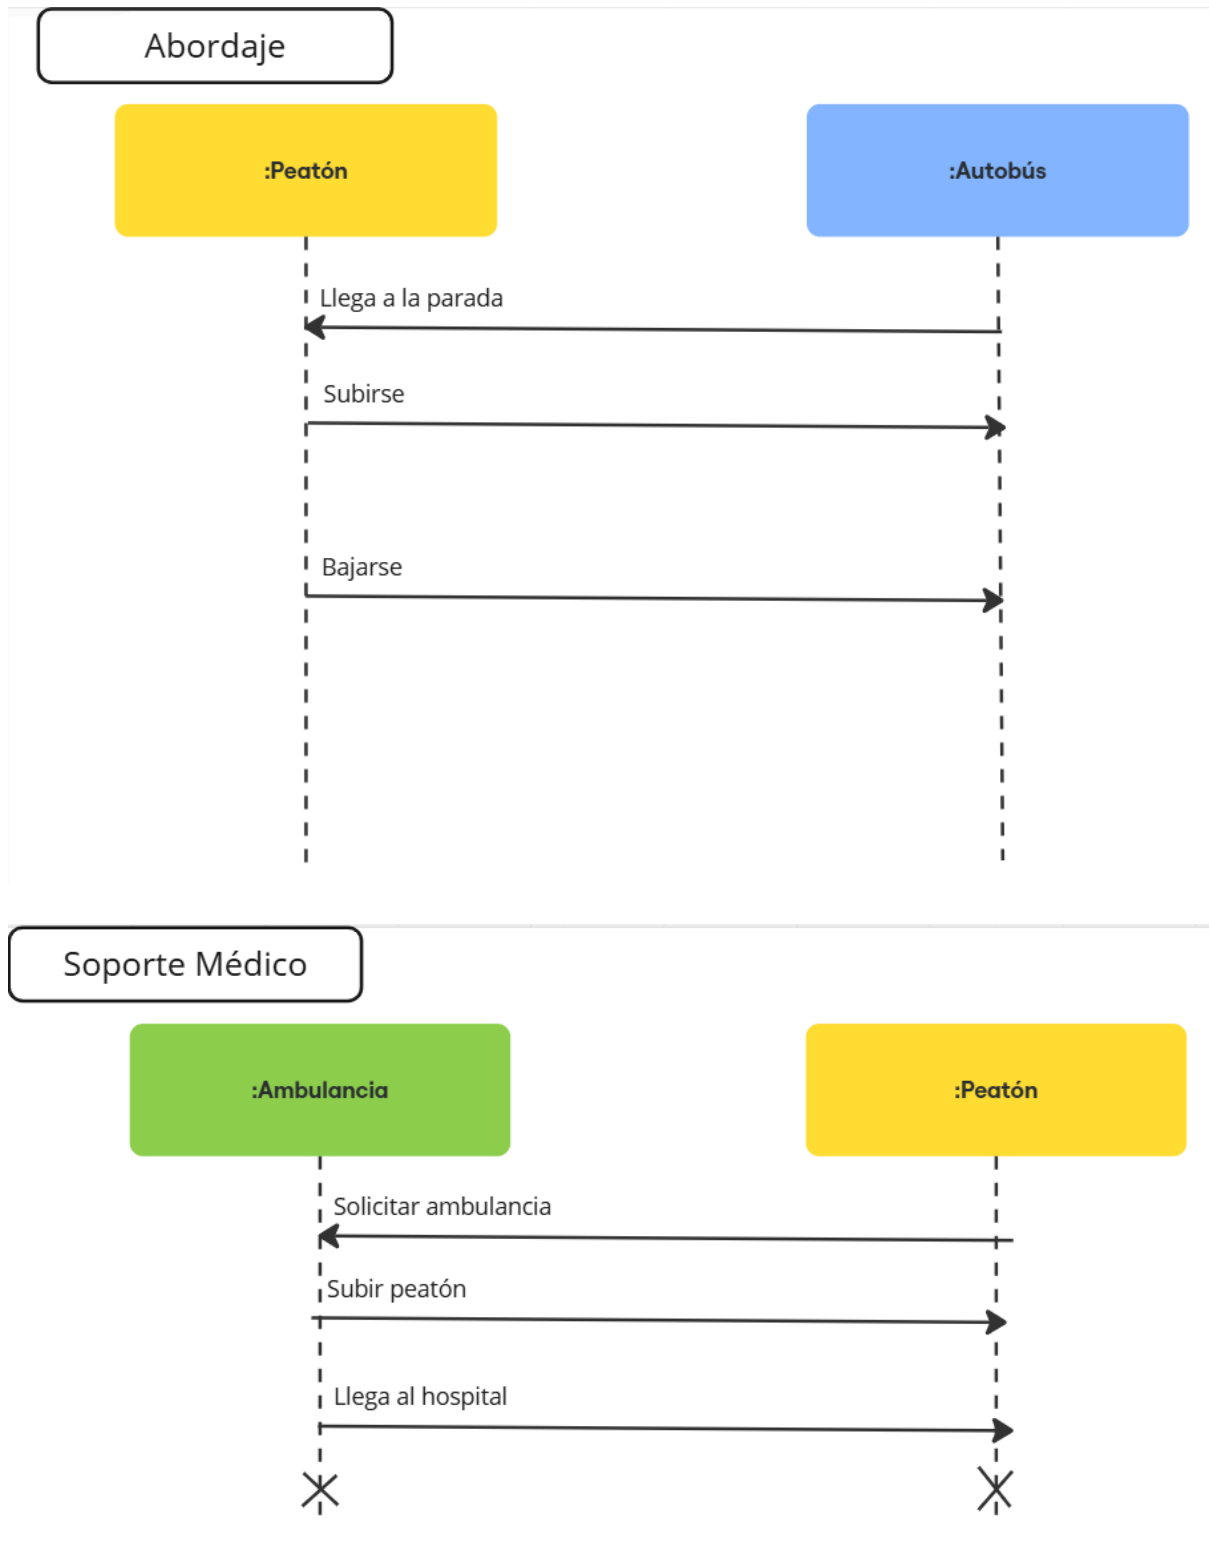 Abordaje
:Peatón
:Autobús
Llega a la parada
Subirse
Bajarse
Soporte Médico
:Ambulancia
:Peatón
Solicitar ambulancia
Subir peatón
Llega al hospital